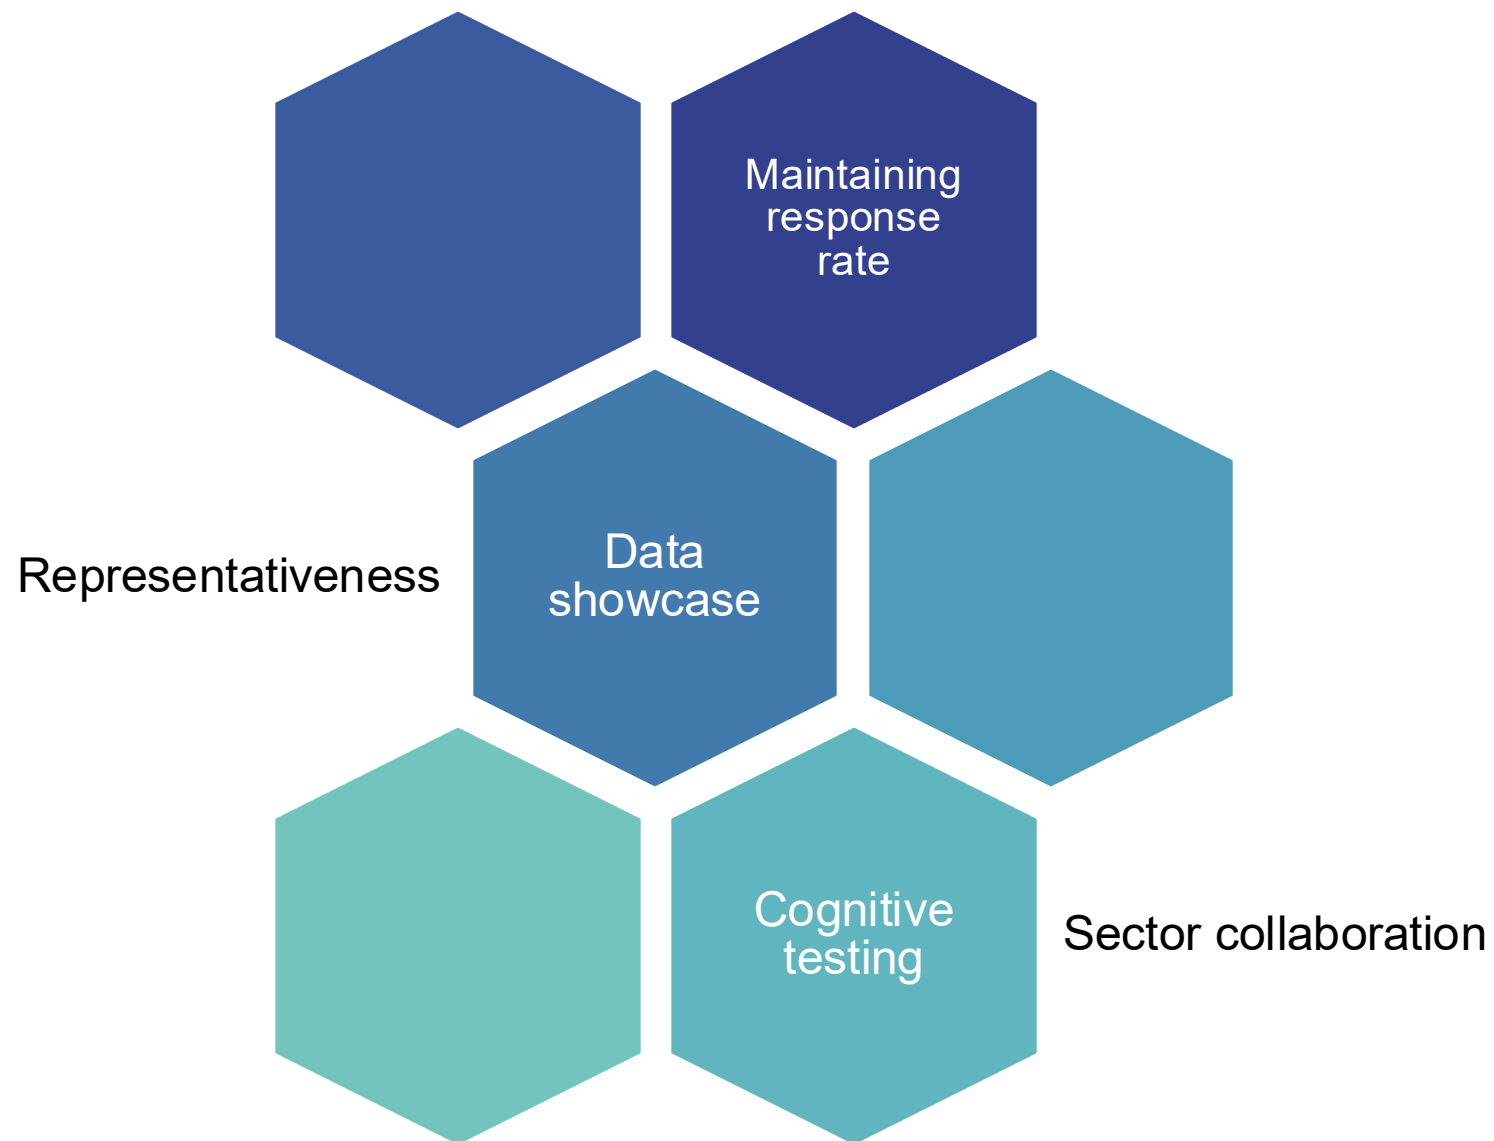 Maintaining
response
rate
Representativeness
Data
showcase
Cognitive
testing
Sector collaboration